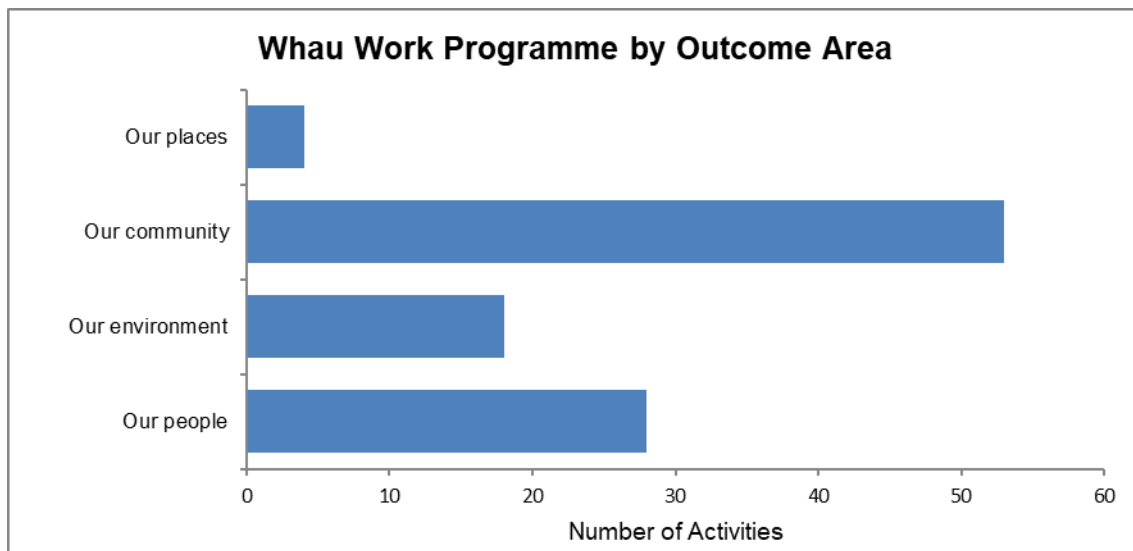 Whau Work Programme by Outcome Area
Our places
Our community
Our environment
Our people
0 10 20 30 40 50 60
Number of Activities